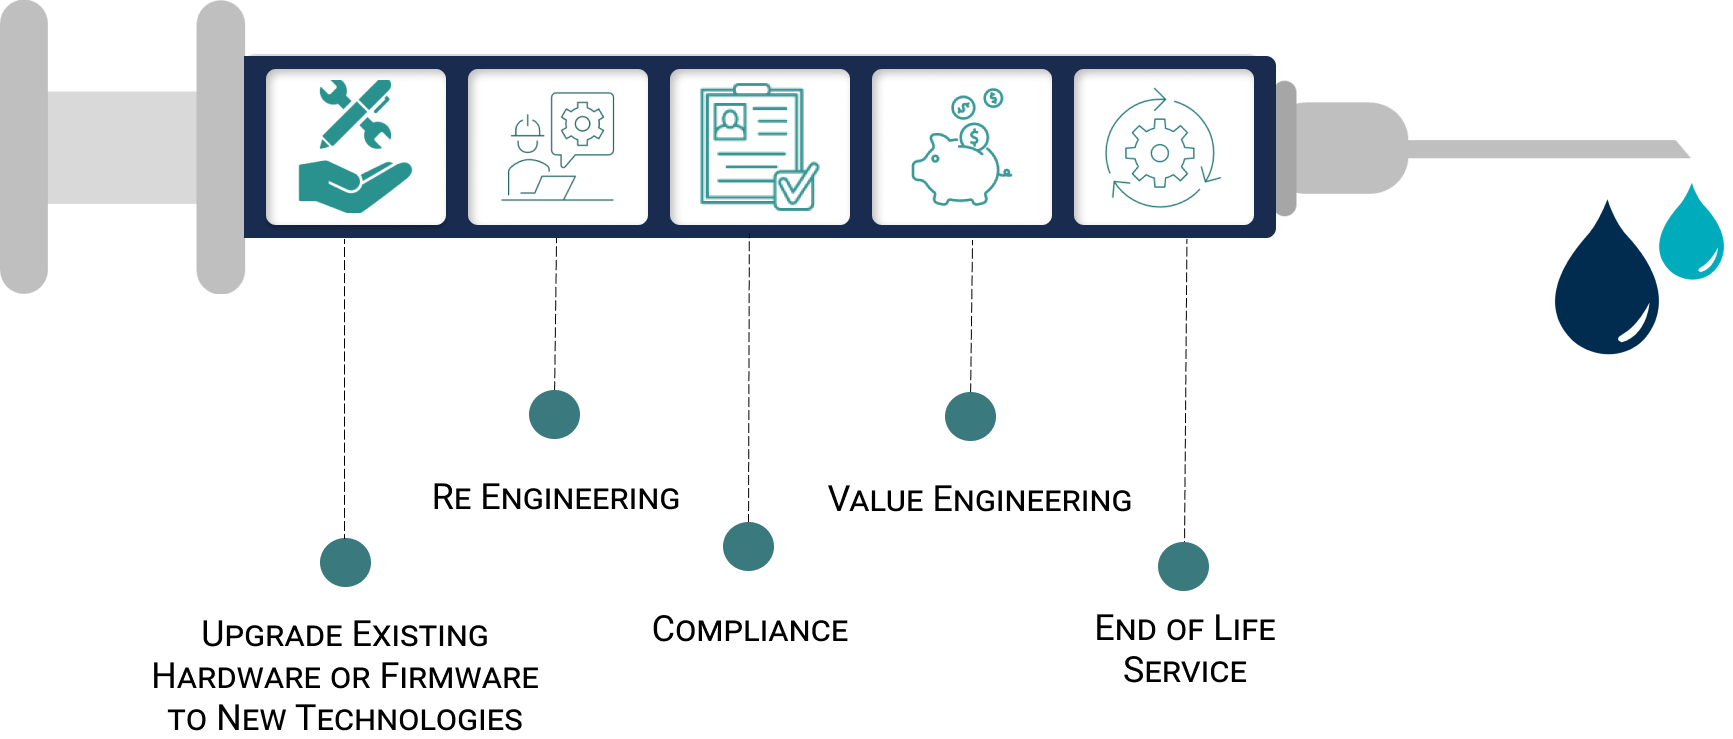 Re Engineering
Value Engineering
Upgrade Existing
Hardware or Firmware
to New Technologies
Compliance
End of Life
Service